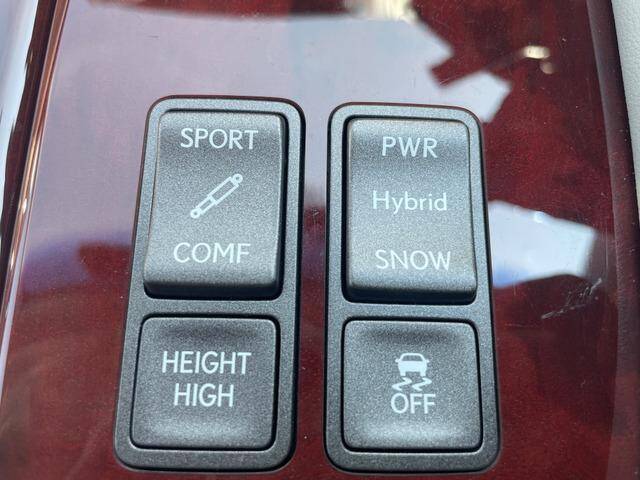 SPORT
COMF
HEIGHT
HIGH
PWR
Hybrid
SNOW
OFF